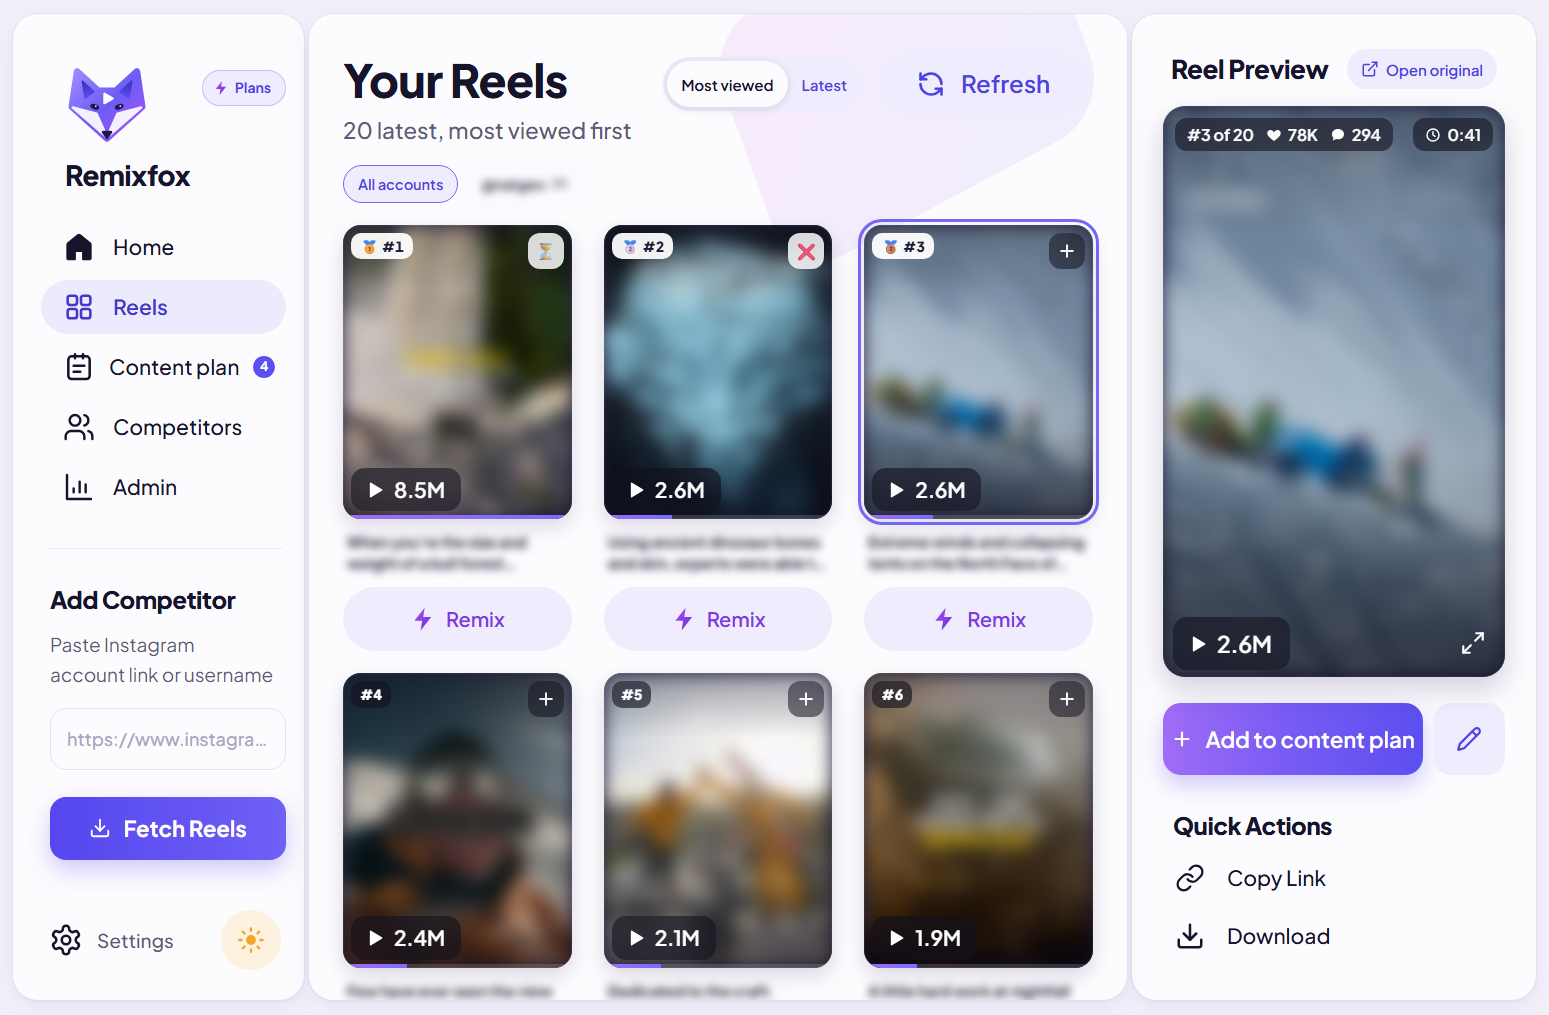 Plans
Remixfox
Home
Reels
Content plan 4
Competitors
Admin
Add Competitor
Paste Instagram
account link or username
https://www.instagra...
Fetch Reels
Settings
Your Reels
20 latest, most viewed first
Most viewed
Latest
Refresh
All accounts
#1
8.5M
#2
2.6M
#3
2.6M
Remix
Remix
Remix
#4
2.4M
#5
2.1M
#6
1.9M
Reel Preview
Open original
#3 of 20 78K 294 0:41
2.6M
+ Add to content plan
Quick Actions
Copy Link
Download